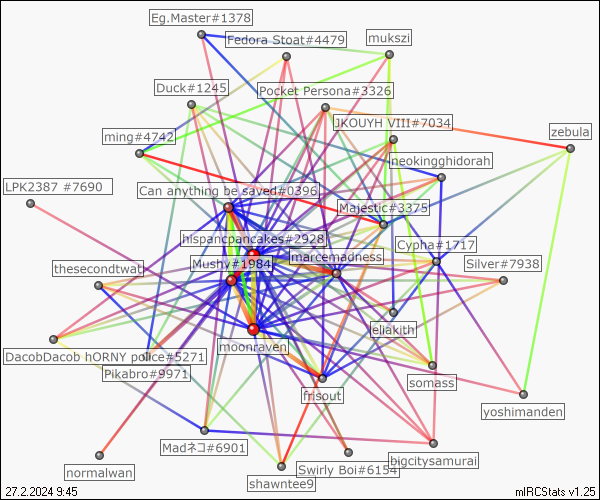 Eg.Master#1378
Fedora Stoat#4479
mukszi
Duck#1245
Pocket Persona#3326
JKOUYH VIII#7034
zebula
ming#4742
neokingghidorah
LPK2387 #7690
Can anything be saved#0396
Majestic#3375
hispancpancakes#2928
Cypha#1717
marcemadness
Mushy#1984
Silver#7938
thesecondtwat
eliakith
moonraven
DacobDacob hORNY police#5271
Pikabro#9971
somass
frisout
yoshimanden
Madネコ#6901
bigcitysamurai
normalwan
Swirly Boi#6154
shawntee9
27.2.2024 9:45
mIRCStats v1.25